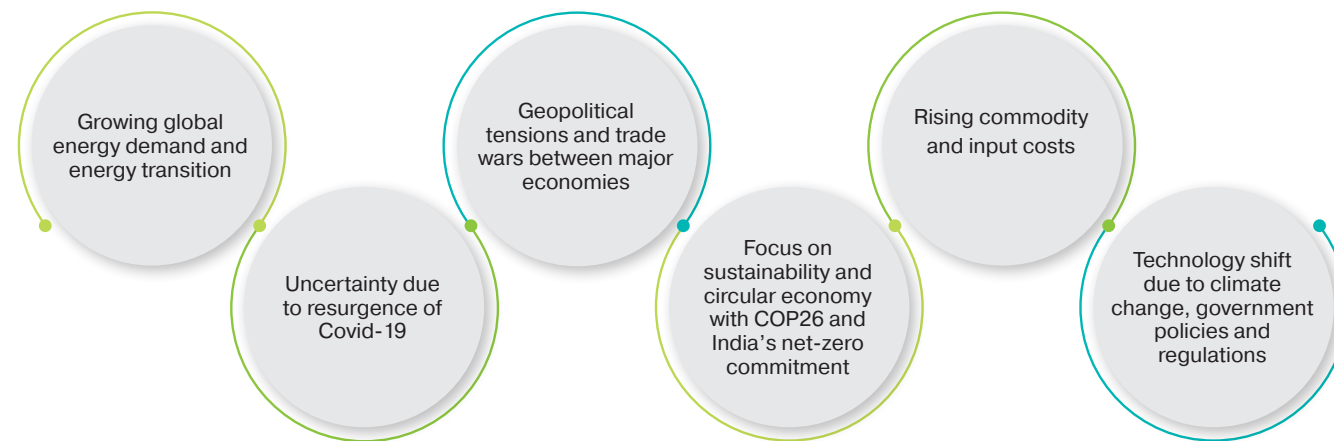 Growing global
energy demand and
energy transition
Uncertainty due
to resurgence of
Covid-19
Geopolitical
tensions and trade
wars between major
economies
Focus on
sustainability and
circular economy
with COP26 and
India's net-zero
commitment
Rising commodity
and input costs
Technology shift
due to climate
change, government
policies and
regulations